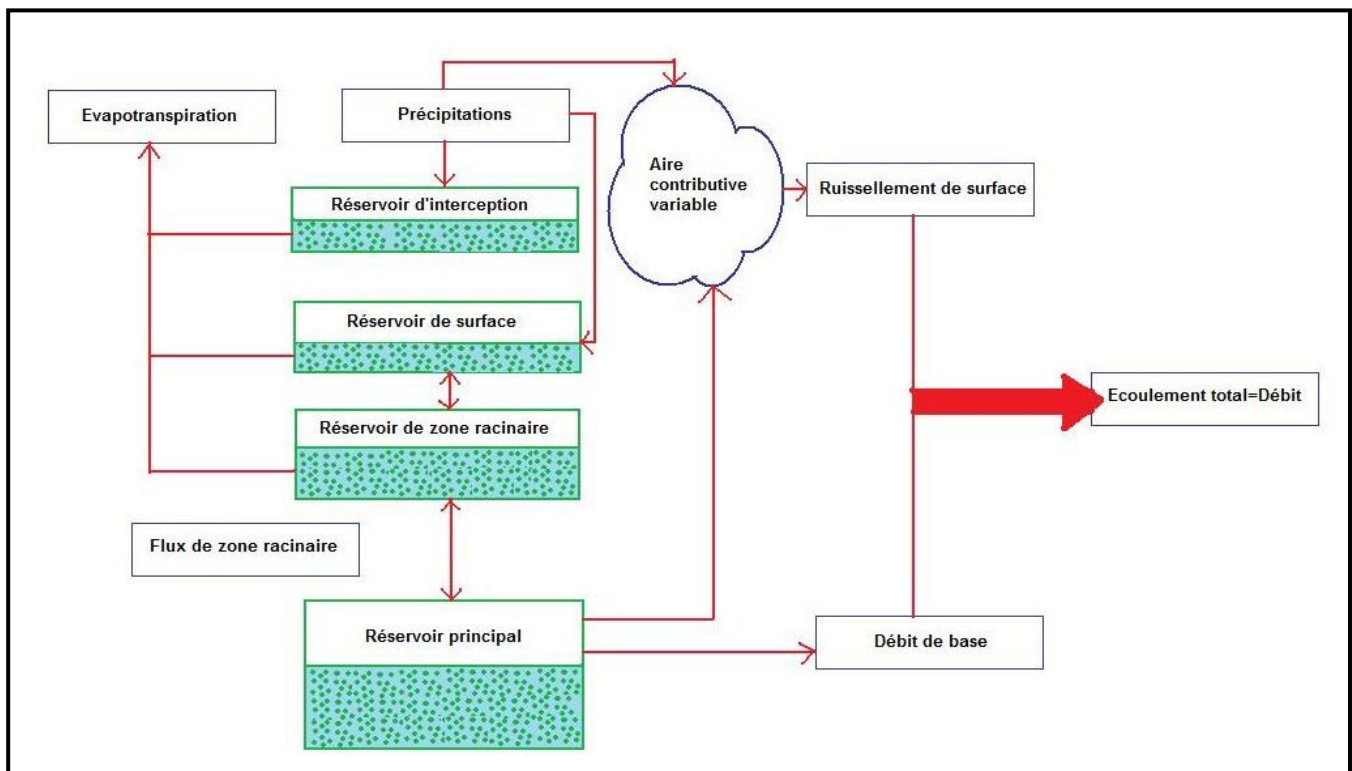 Evapotranspiration
Précipitations
Aire
contributive
variable
Ruissellement de surface
Réservoir d'interception
Réservoir de surface
Réservoir de zone racinaire
Ecoulement total=Débit
Flux de zone racinaire
Réservoir principal
Débit de base